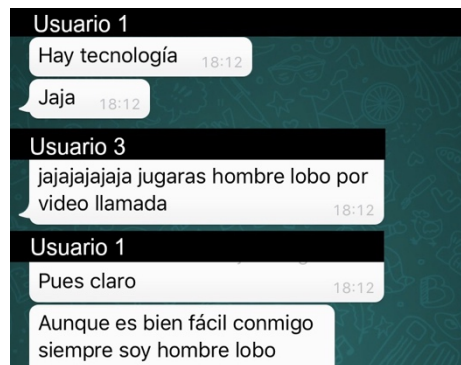 Usuario 1
Hay tecnología 18:12
Jaja 18:12
Usuario 3
jajajajajaja jugaras hombre lobo por
video llamada 18:12
Usuario 1
Pues claro 18:12
Aunque es bien fácil conmigo
siempre soy hombre lobo